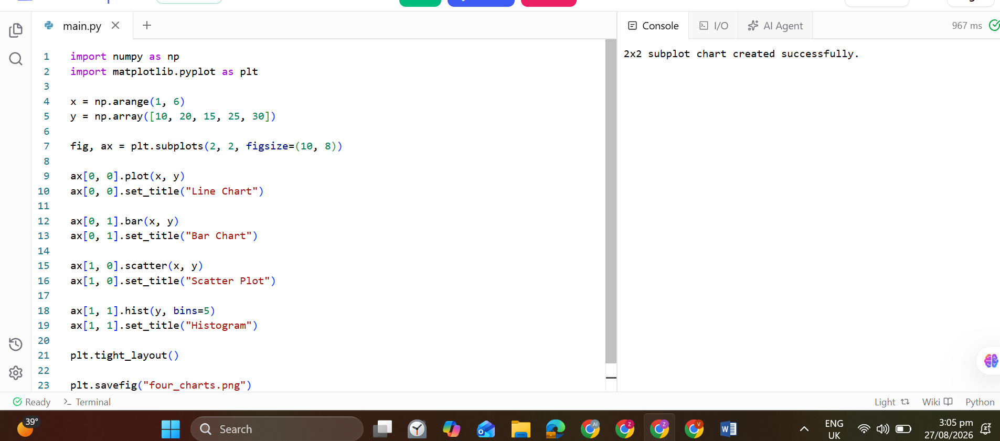 main.py
Console
I/O
AI Agent
967 ms
1 import numpy as np
2 import matplotlib.pyplot as plt
3
4 x = np.arange(1, 6)
5 y = np.array([10, 20, 15, 25, 30])
6
7 fig, ax = plt.subplots(2, 2, figsize=(10, 8))
8
9 ax[0, 0].plot(x, y)
10 ax[0, 0].set_title("Line Chart")
11
12 ax[0, 1].bar(x, y)
13 ax[0, 1].set_title("Bar Chart")
14
15 ax[1, 0].scatter(x, y)
16 ax[1, 0].set_title("Scatter Plot")
17
18 ax[1, 1].hist(y, bins=5)
19 ax[1, 1].set_title("Histogram")
20
21 plt.tight_layout()
22
23 plt.savefig("four_charts.png")
2x2 subplot chart created successfully.
Ready
Terminal
Light
Wiki
Python
39°
Search
AI
Z
Z
V
ENG
UK
3:05 pm
27/08/2026